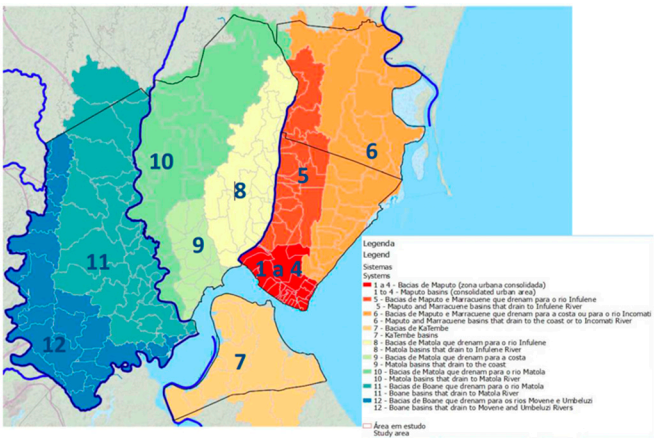 10
6
5
8
9
11
1 a 4
12
7
Legenda
Legend
Sistemas
Systems
1 a 4 - Bacias de Maputo (zona urbana consolidada)
1 to 4 - Maputo basins (consolidated urban area)
5 - Bacias de Maputo e Marracuene que drenam para o rio Infulene
5 - Maputo and Marracuene basins that drain to Infulene River
6 - Bacias de Maputo e Marracuene que drenam para a costa ou para o rio Incomati
6 - Maputo and Marracuene basins that drain to the coast or to Incomati River
7 - Bacias de KaTembe
7 - KaTembe basins
8 - Bacias de Matola que drenam para o rio Infulene
8 - Matola basins that drain to Infulene River
9 - Bacias de Matola que drenam para a costa
9 - Matola basins that drain to the coast
10 - Bacias de Matola que drenam para o rio Matola
10 - Matola basins that drain to Matola River
11 - Bacias de Boane que drenam para o rio Matola
11 - Boane basins that drain to Matola River
12 - Bacias de Boane que drenam para os rios Movene e Umbeluzi
12 - Boane basins that drain to Movene and Umbeluzi Rivers
Área em estudo
Study area